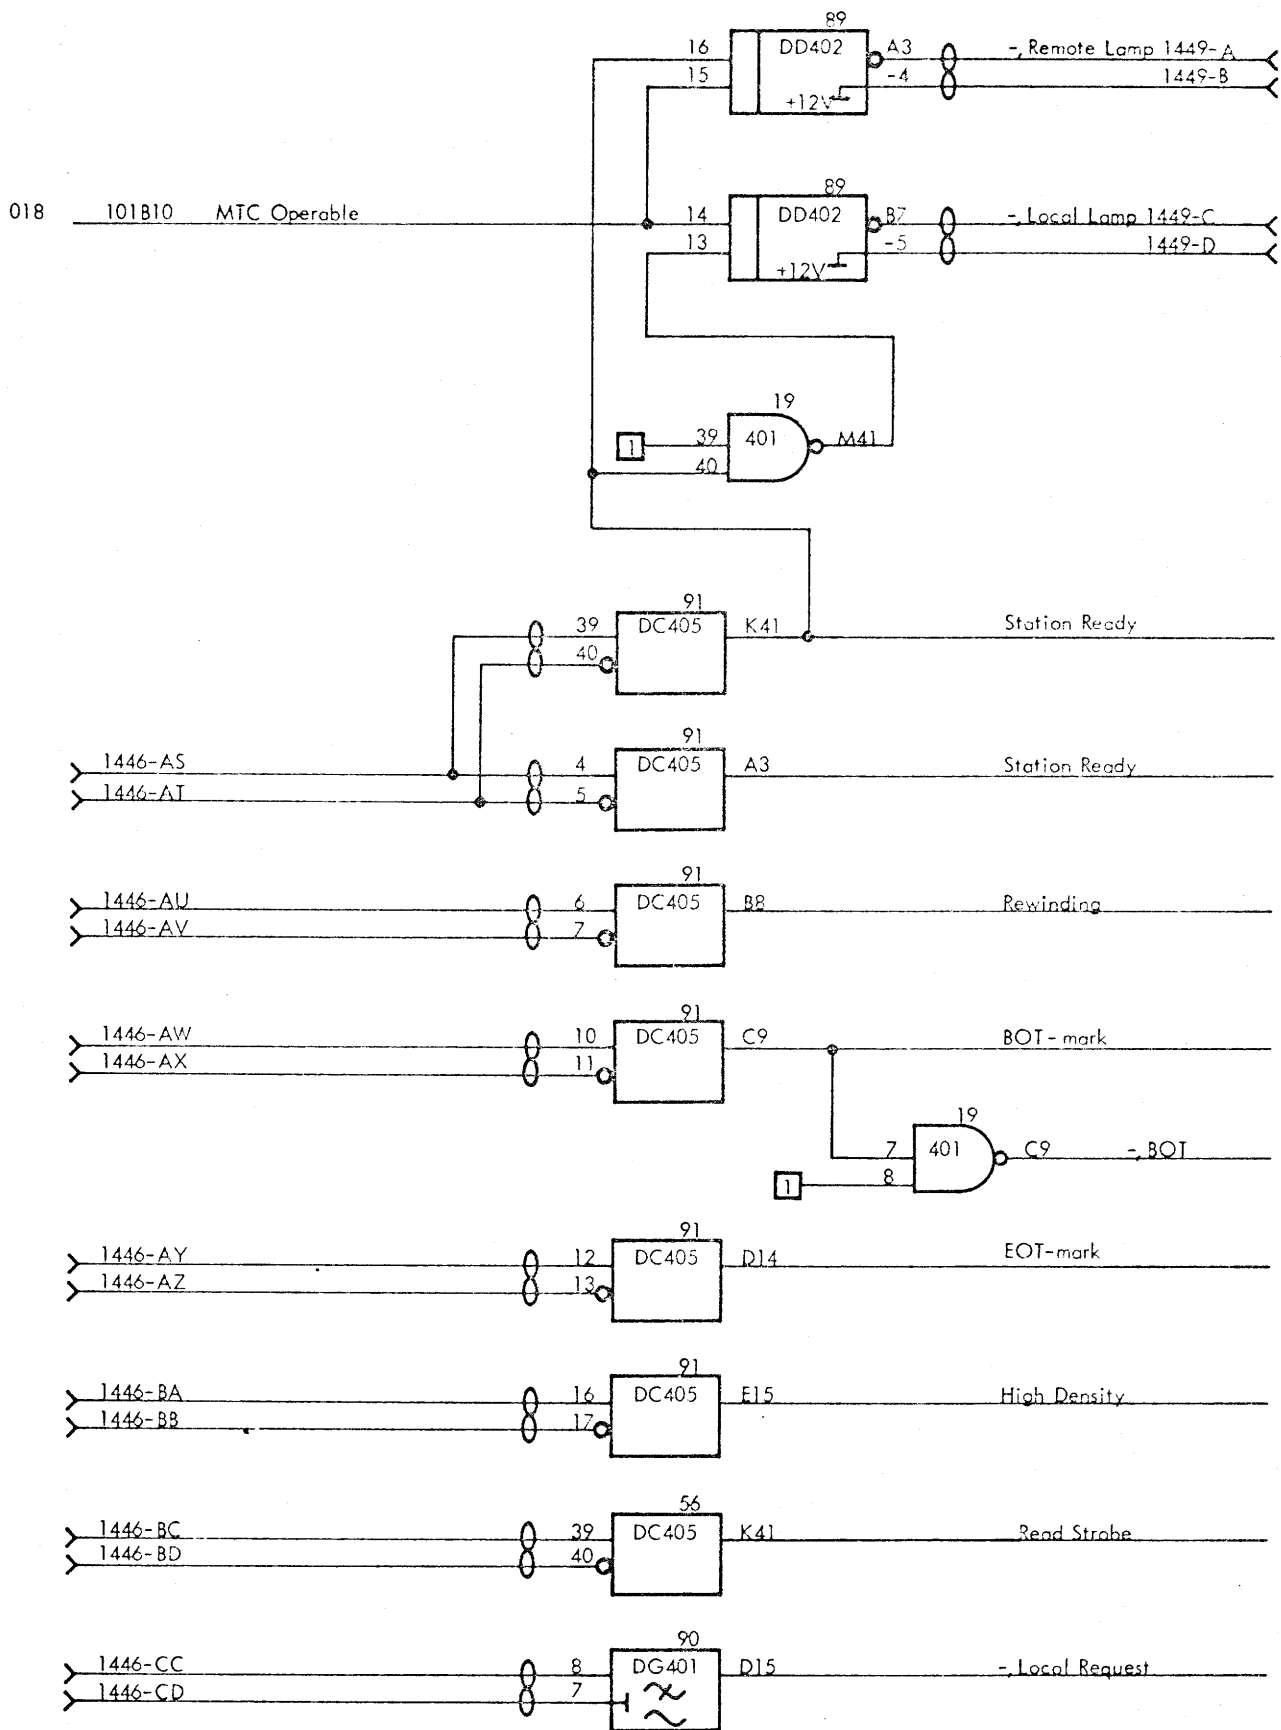 89
16 DD402 A3 -, Remote Lamp 1449-A
15 -4 1449-B
+12V
89
018 101B10 MTC Operable 14 DD402 B7 -, Local Lamp 1449-C
13 -5 1449-D
+12V
19
1 39 401 M41
40
91
39 DC405 K41 Station Ready
40
91
1446-AS 4 DC405 A3 Station Ready
1446-AT 5
91
1446-AU 6 DC405 B8 Rewinding
1446-AV 7
91
1446-AW 10 DC405 C9 BOT-mark
1446-AX 11
19
7 401 C9 -, BOT
1 8
91
1446-AY 12 DC405 D14 EOT-mark
1446-AZ 13
91
1446-BA 16 DC405 E15 High Density
1446-BB 17
56
1446-BC 39 DC405 K41 Read Strobe
1446-BD 40
90
1446-CC 8 DG401 D15 -, Local Request
1446-CD 7